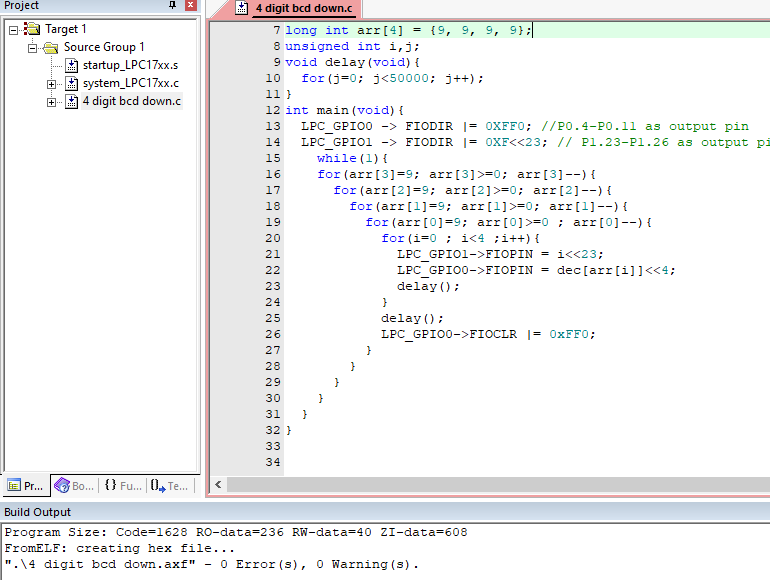 Project
4 digit bcd down.c
Target 1
Source Group 1
startup_LPC17xx.s
system_LPC17xx.c
4 digit bcd down.c
7 long int arr[4] = {9, 9, 9, 9};
8 unsigned int i,j;
9 void delay(void){
10 for(j=0; j<50000; j++);
11 }
12 int main(void){
13 LPC_GPIO0 -> FIODIR |= 0XFF0; //P0.4-P0.11 as output pin
14 LPC_GPIO1 -> FIODIR |= 0XF<<23; // P1.23-P1.26 as output pi
15 while(1){
16 for(arr[3]=9; arr[3]>=0; arr[3]--){
17 for(arr[2]=9; arr[2]>=0; arr[2]--){
18 for(arr[1]=9; arr[1]>=0; arr[1]--){
19 for(arr[0]=9; arr[0]>=0 ; arr[0]--){
20 for(i=0 ; i<4 ;i++){
21 LPC_GPIO1->FIOPIN = i<<23;
22 LPC_GPIO0->FIOPIN = dec[arr[i]]<<4;
23 delay();
24 }
25 delay();
26 LPC_GPIO0->FIOCLR |= 0xFF0;
27 }
28 }
29 }
30 }
31 }
32 }
33
34
Pr... Bo... {} Fu... 0 Te...
Build Output
Program Size: Code=1628 RO-data=236 RW-data=40 ZI-data=608
FromELF: creating hex file...
".\4 digit bcd down.axf" - 0 Error(s), 0 Warning(s).